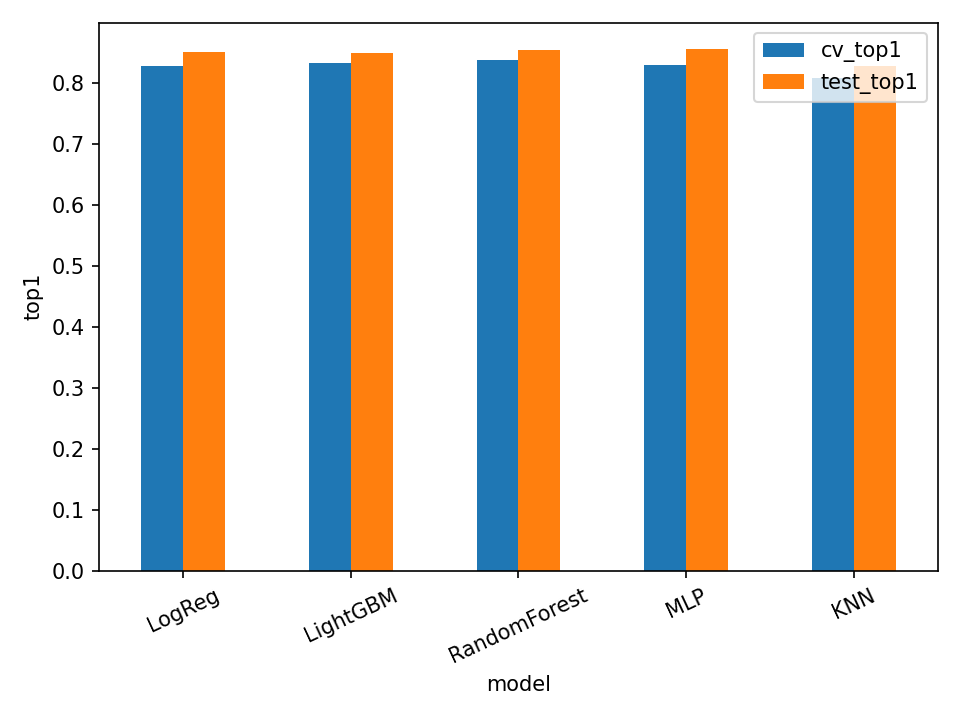 cv_top1
test_top1
0.8
0.7
0.6
0.5
0.4
0.3
0.2
0.1
0.0
top1
LogReg
LightGBM
RandomForest
MLP
KNN
model